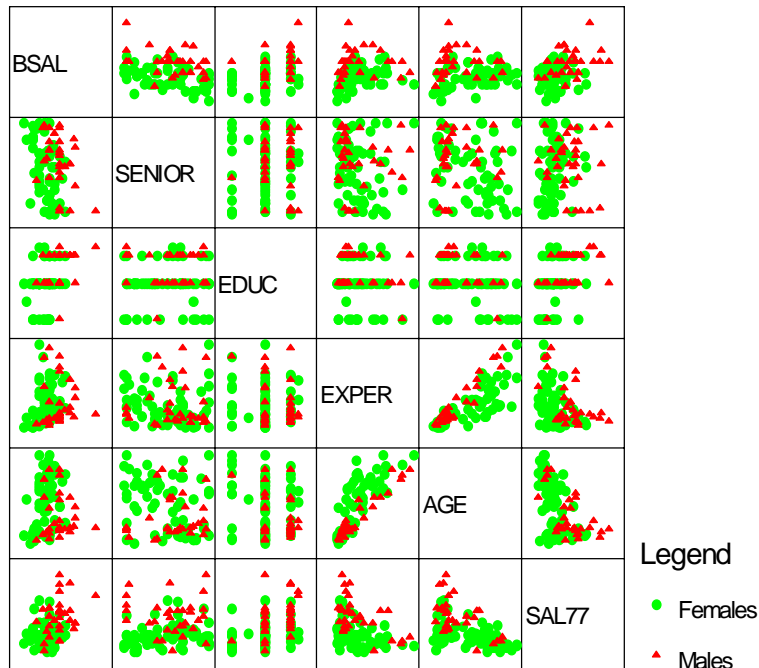 BSAL
SENIOR
EDUC
EXPER
AGE
SAL77
Legend
Females
Males